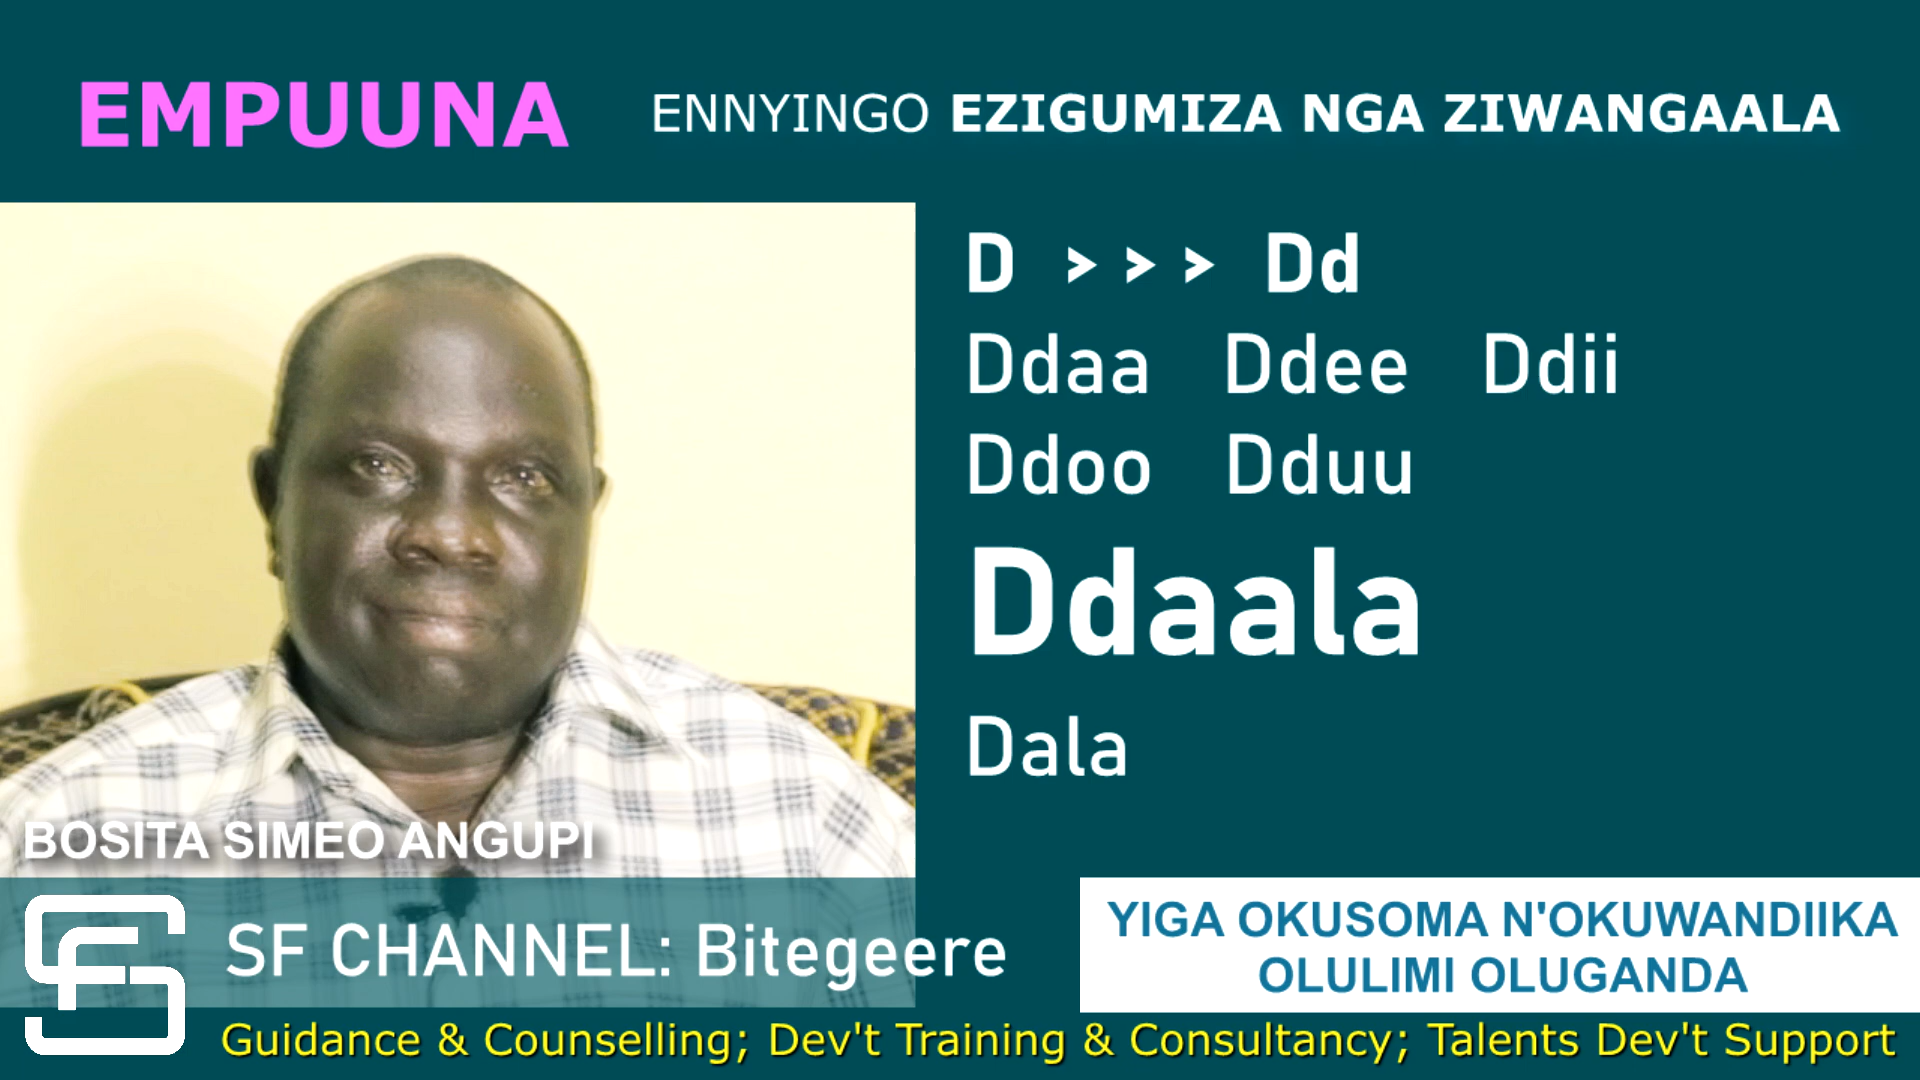 EMPUUNA ENNYINGO EZIGUMIZA NGA ZIWANGAALA
D >>> Dd
Ddaa Ddee Ddii
Ddoo Dduu
Ddaala
Dala
BOSITA SIMEO ANGUPI
SF CHANNEL: Bitegeere
YIGA OKUSOMA N'OKUWANDIIKA
OLULIMI OLUGANDA
Guidance & Counselling; Dev't Training & Consultancy; Talents Dev't Support